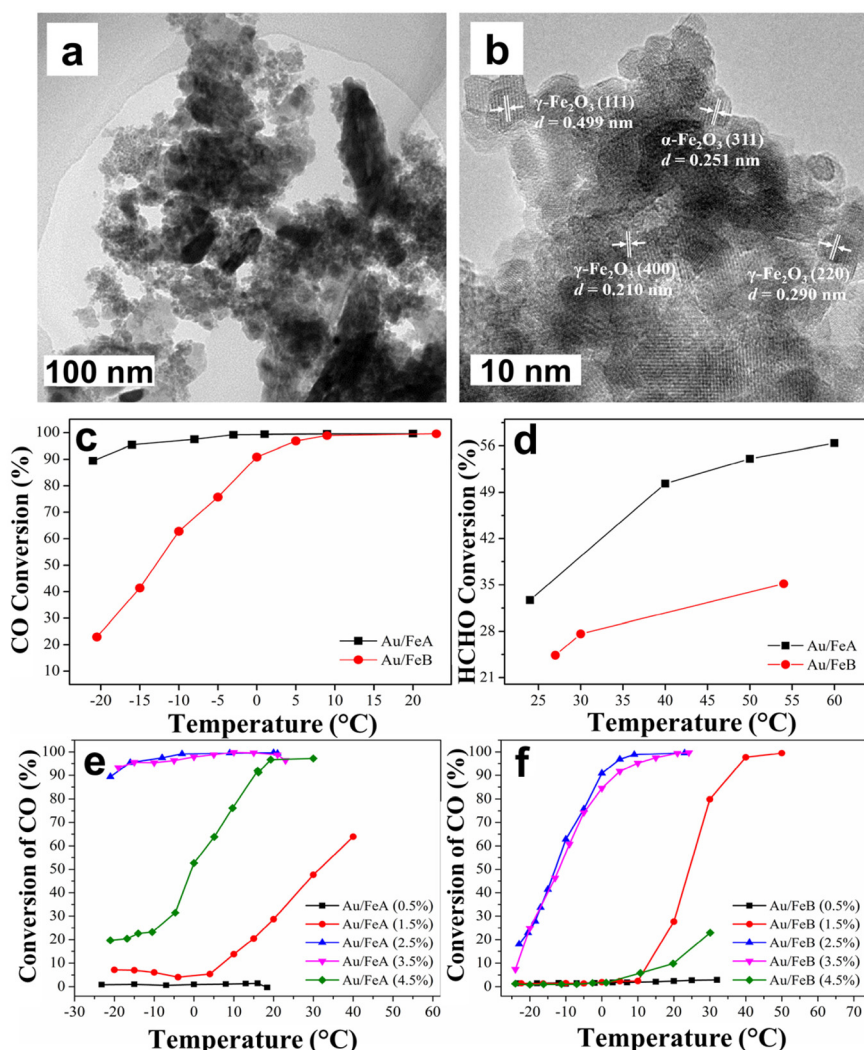 a
100 nm
b
γ-Fe₂O₃ (111)
d = 0.499 nm
α-Fe₂O₃ (311)
d = 0.251 nm
γ-Fe₂O₃ (400)
d = 0.210 nm
γ-Fe₂O₃ (220)
d = 0.290 nm
10 nm
c
CO Conversion (%)
100
90
80
70
60
50
40
30
20
10
Au/FeA
Au/FeB
-20 -15 -10 -5 0 5 10 15 20
Temperature (°C)
d
HCHO Conversion (%)
56
49
42
35
28
21
Au/FeA
Au/FeB
25 30 35 40 45 50 55 60
Temperature (°C)
e
Conversion of CO (%)
100
90
80
70
60
50
40
30
20
10
0
Au/FeA (0.5%)
Au/FeA (1.5%)
Au/FeA (2.5%)
Au/FeA (3.5%)
Au/FeA (4.5%)
-20 -10 0 10 20 30 40 50 60
Temperature (°C)
f
Conversion of CO (%)
100
90
80
70
60
50
40
30
20
10
0
Au/FeB (0.5%)
Au/FeB (1.5%)
Au/FeB (2.5%)
Au/FeB (3.5%)
Au/FeB (4.5%)
-20 -10 0 10 20 30 40 50 60 70
Temperature (°C)